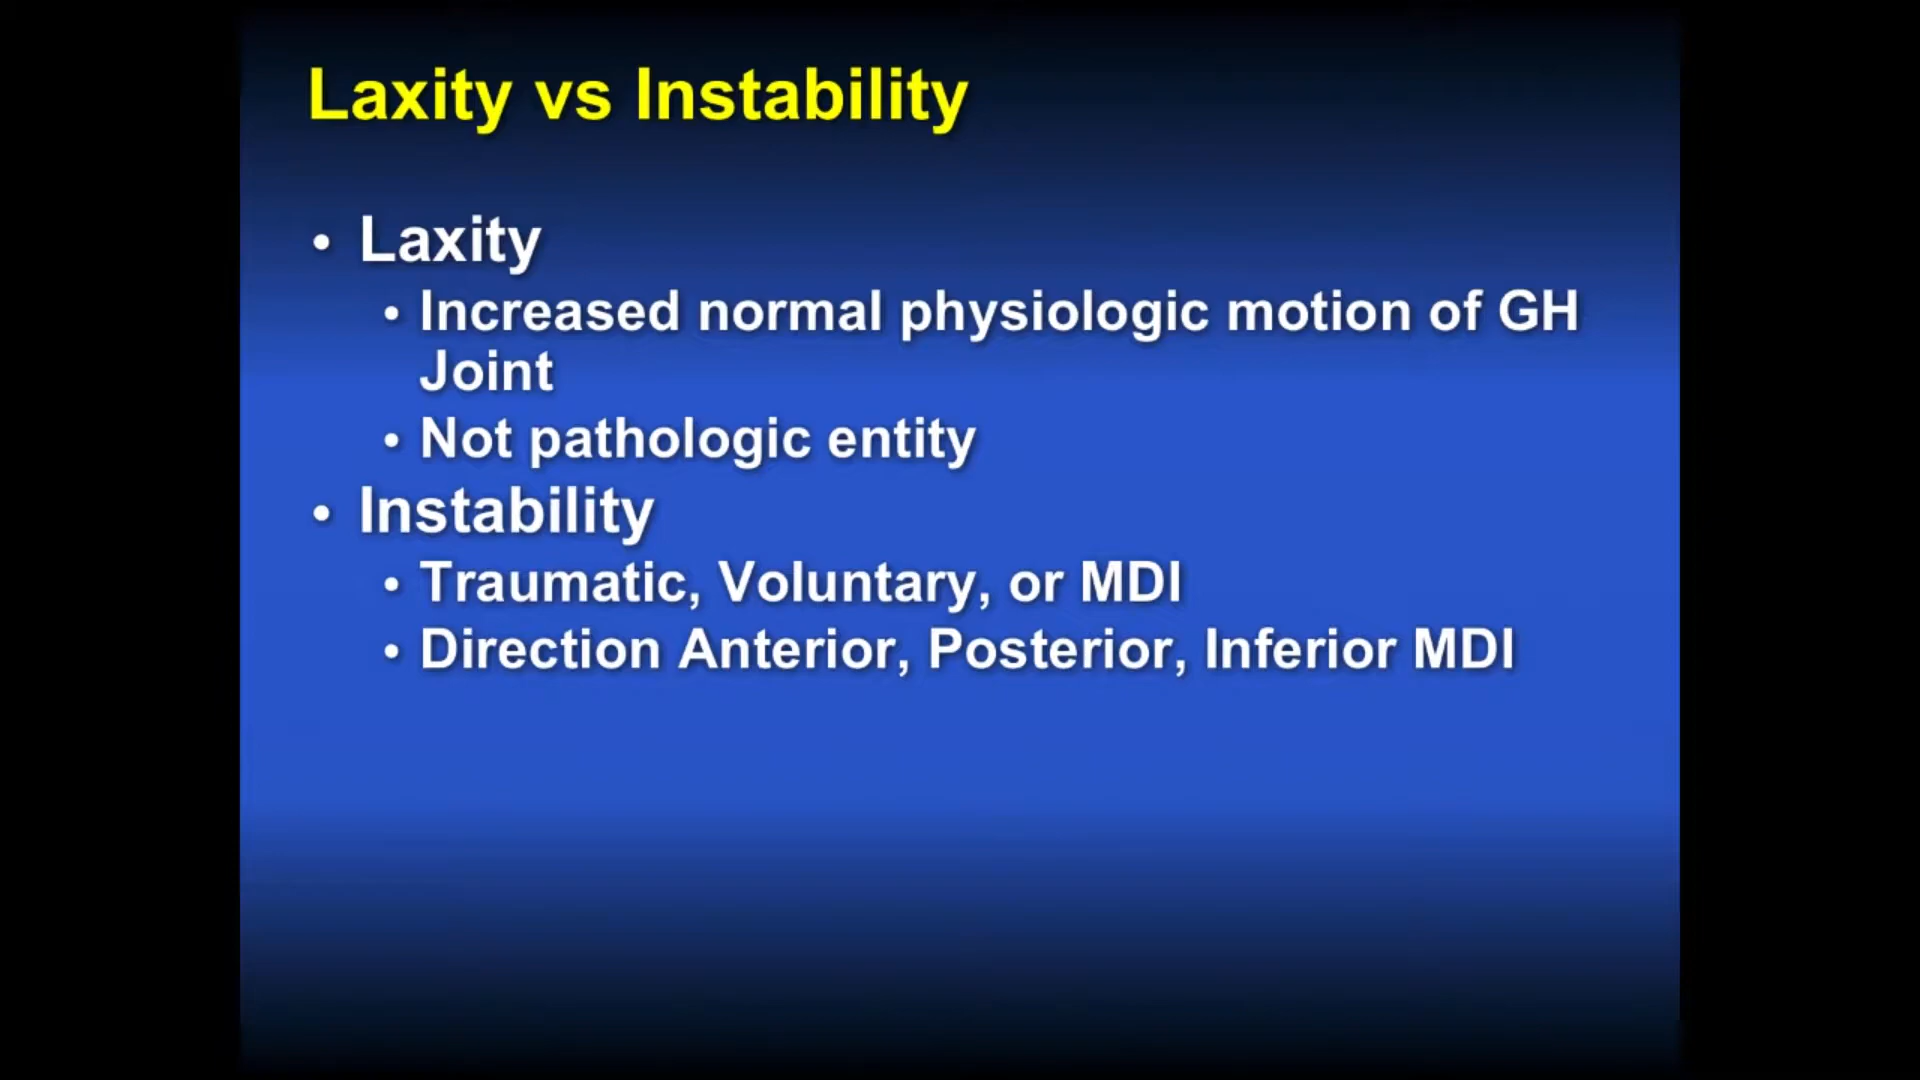 Laxity vs Instability
• Laxity
• Increased normal physiologic motion of GH
Joint
• Not pathologic entity
• Instability
• Traumatic, Voluntary, or MDI
• Direction Anterior, Posterior, Inferior MDI